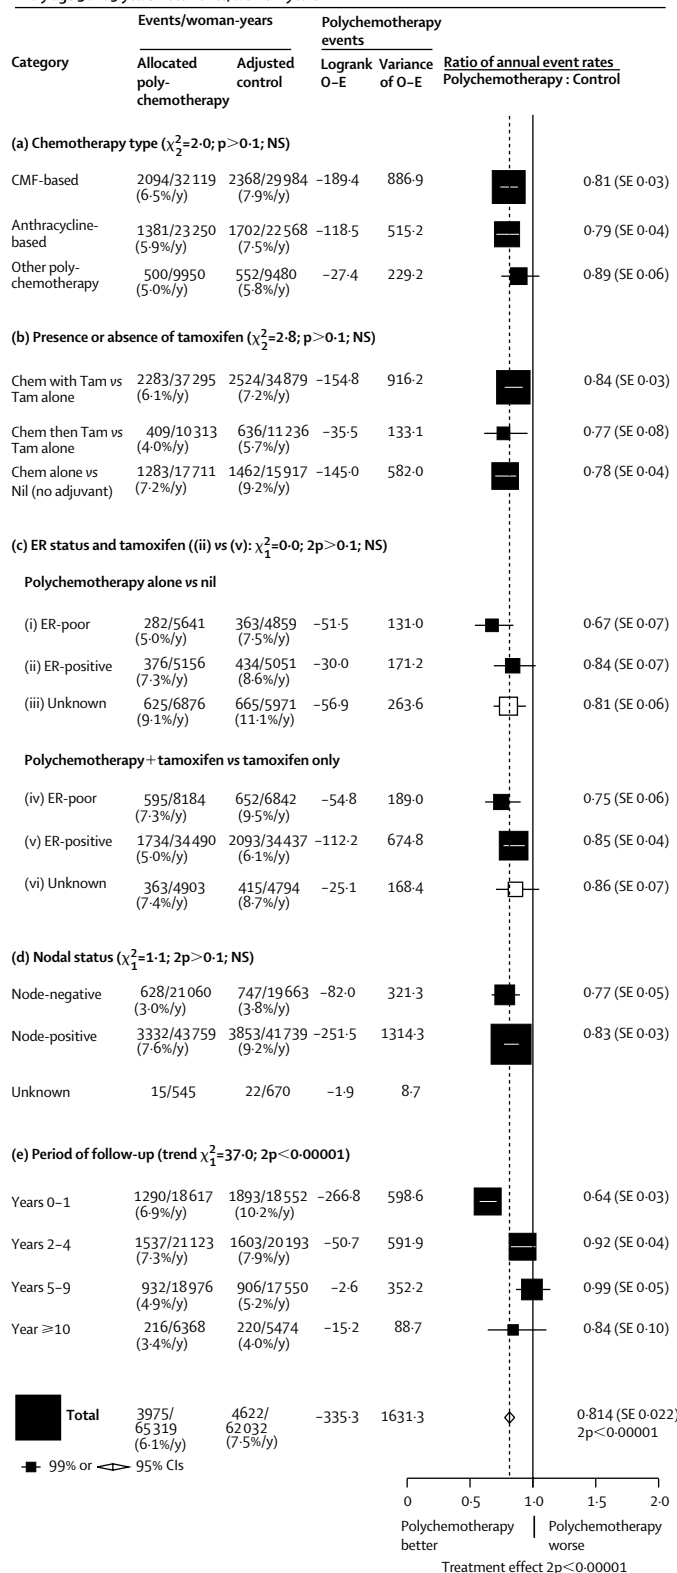 Events/woman-years Polychemotherapy events
Category Allocated poly-chemotherapy Adjusted control Logrank O–E Variance of O–E Ratio of annual event rates
Polychemotherapy : Control
(a) Chemotherapy type (χ²₂=2·0; p>0·1; NS)
CMF-based 2094/32 119 2368/29 984 –189·4 886·9 0·81 (SE 0·03)
(6·5%/y) (7·9%/y)
Anthracycline-based 1381/23 250 1702/22 568 –118·5 515·2 0·79 (SE 0·04)
(5·9%/y) (7·5%/y)
Other poly-chemotherapy 500/9950 552/9480 –27·4 229·2 0·89 (SE 0·06)
(5·0%/y) (5·8%/y)
(b) Presence or absence of tamoxifen (χ²₂=2·8; p>0·1; NS)
Chem with Tam vs Tam alone 2283/37 295 2524/34 879 –154·8 916·2 0·84 (SE 0·03)
(6·1%/y) (7·2%/y)
Chem then Tam vs Tam alone 409/10 313 636/11 236 –35·5 133·1 0·77 (SE 0·08)
(4·0%/y) (5·7%/y)
Chem alone vs Nil (no adjuvant) 1283/17 711 1462/15 917 –145·0 582·0 0·78 (SE 0·04)
(7·2%/y) (9·2%/y)
(c) ER status and tamoxifen ((ii) vs (v): χ²₁=0·0; 2p>0·1; NS)
Polychemotherapy alone vs nil
(i) ER-poor 282/5641 363/4859 –51·5 131·0 0·67 (SE 0·07)
(5·0%/y) (7·5%/y)
(ii) ER-positive 376/5156 434/5051 –30·0 171·2 0·84 (SE 0·07)
(7·3%/y) (8·6%/y)
(iii) Unknown 625/6876 665/5971 –56·9 263·6 0·81 (SE 0·06)
(9·1%/y) (11·1%/y)
Polychemotherapy+tamoxifen vs tamoxifen only
(iv) ER-poor 595/8184 652/6842 –54·8 189·0 0·75 (SE 0·06)
(7·3%/y) (9·5%/y)
(v) ER-positive 1734/34 490 2093/34 437 –112·2 674·8 0·85 (SE 0·04)
(5·0%/y) (6·1%/y)
(vi) Unknown 363/4903 415/4794 –25·1 168·4 0·86 (SE 0·07)
(7·4%/y) (8·7%/y)
(d) Nodal status (χ²₁=1·1; 2p>0·1; NS)
Node-negative 628/21 060 747/19 663 –82·0 321·3 0·77 (SE 0·05)
(3·0%/y) (3·8%/y)
Node-positive 3332/43 759 3853/41 739 –251·5 1314·3 0·83 (SE 0·03)
(7·6%/y) (9·2%/y)
Unknown 15/545 22/670 –1·9 8·7
(e) Period of follow-up (trend χ²₁=37·0; 2p<0·00001)
Years 0–1 1290/18 617 1893/18 552 –266·8 598·6 0·64 (SE 0·03)
(6·9%/y) (10·2%/y)
Years 2–4 1537/21 123 1603/20 193 –50·7 591·9 0·92 (SE 0·04)
(7·3%/y) (7·9%/y)
Years 5–9 932/18 976 906/17 550 –2·6 352·2 0·99 (SE 0·05)
(4·9%/y) (5·2%/y)
Year ≥10 216/6368 220/5474 –15·2 88·7 0·84 (SE 0·10)
(3·4%/y) (4·0%/y)
Total 3975/65 319 4622/62 032 –335·3 1631·3 0·814 (SE 0·022)
(6·1%/y) (7·5%/y) 2p<0·00001
99% or 95% CIs
0 0·5 1·0 1·5 2·0
Polychemotherapy better Polychemotherapy worse
Treatment effect 2p<0·00001